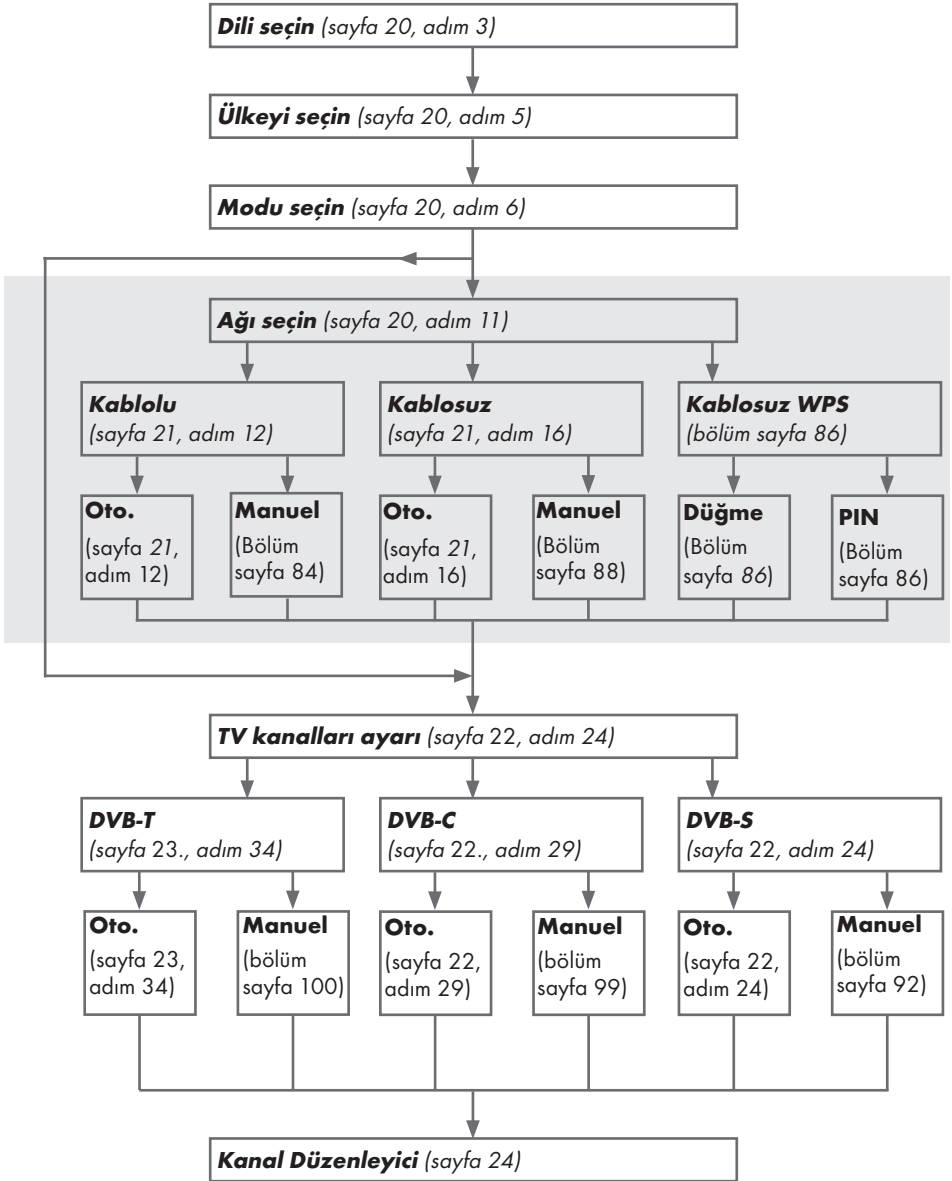 Dili seçin (sayfa 20, adım 3)
Ülkeyi seçin (sayfa 20, adım 5)
Modu seçin (sayfa 20, adım 6)
Ağı seçin (sayfa 20, adım 11)
Kablolu
(sayfa 21, adım 12)
Kablosuz
(sayfa 21, adım 16)
Kablosuz WPS
(bölüm sayfa 86)
Oto.
(sayfa 21,
adım 12)
Manuel
(Bölüm
sayfa 84)
Oto.
(sayfa 21,
adım 16)
Manuel
(Bölüm
sayfa 88)
Düğme
(Bölüm
sayfa 86)
PIN
(Bölüm
sayfa 86)
TV kanalları ayarı (sayfa 22, adım 24)
DVB-T
(sayfa 23., adım 34)
DVB-C
(sayfa 22., adım 29)
DVB-S
(sayfa 22, adım 24)
Oto.
(sayfa 23,
adım 34)
Manuel
(bölüm
sayfa 100)
Oto.
(sayfa 22,
adım 29)
Manuel
(bölüm
sayfa 99)
Oto.
(sayfa 22,
adım 24)
Manuel
(bölüm
sayfa 92)
Kanal Düzenleyici (sayfa 24)